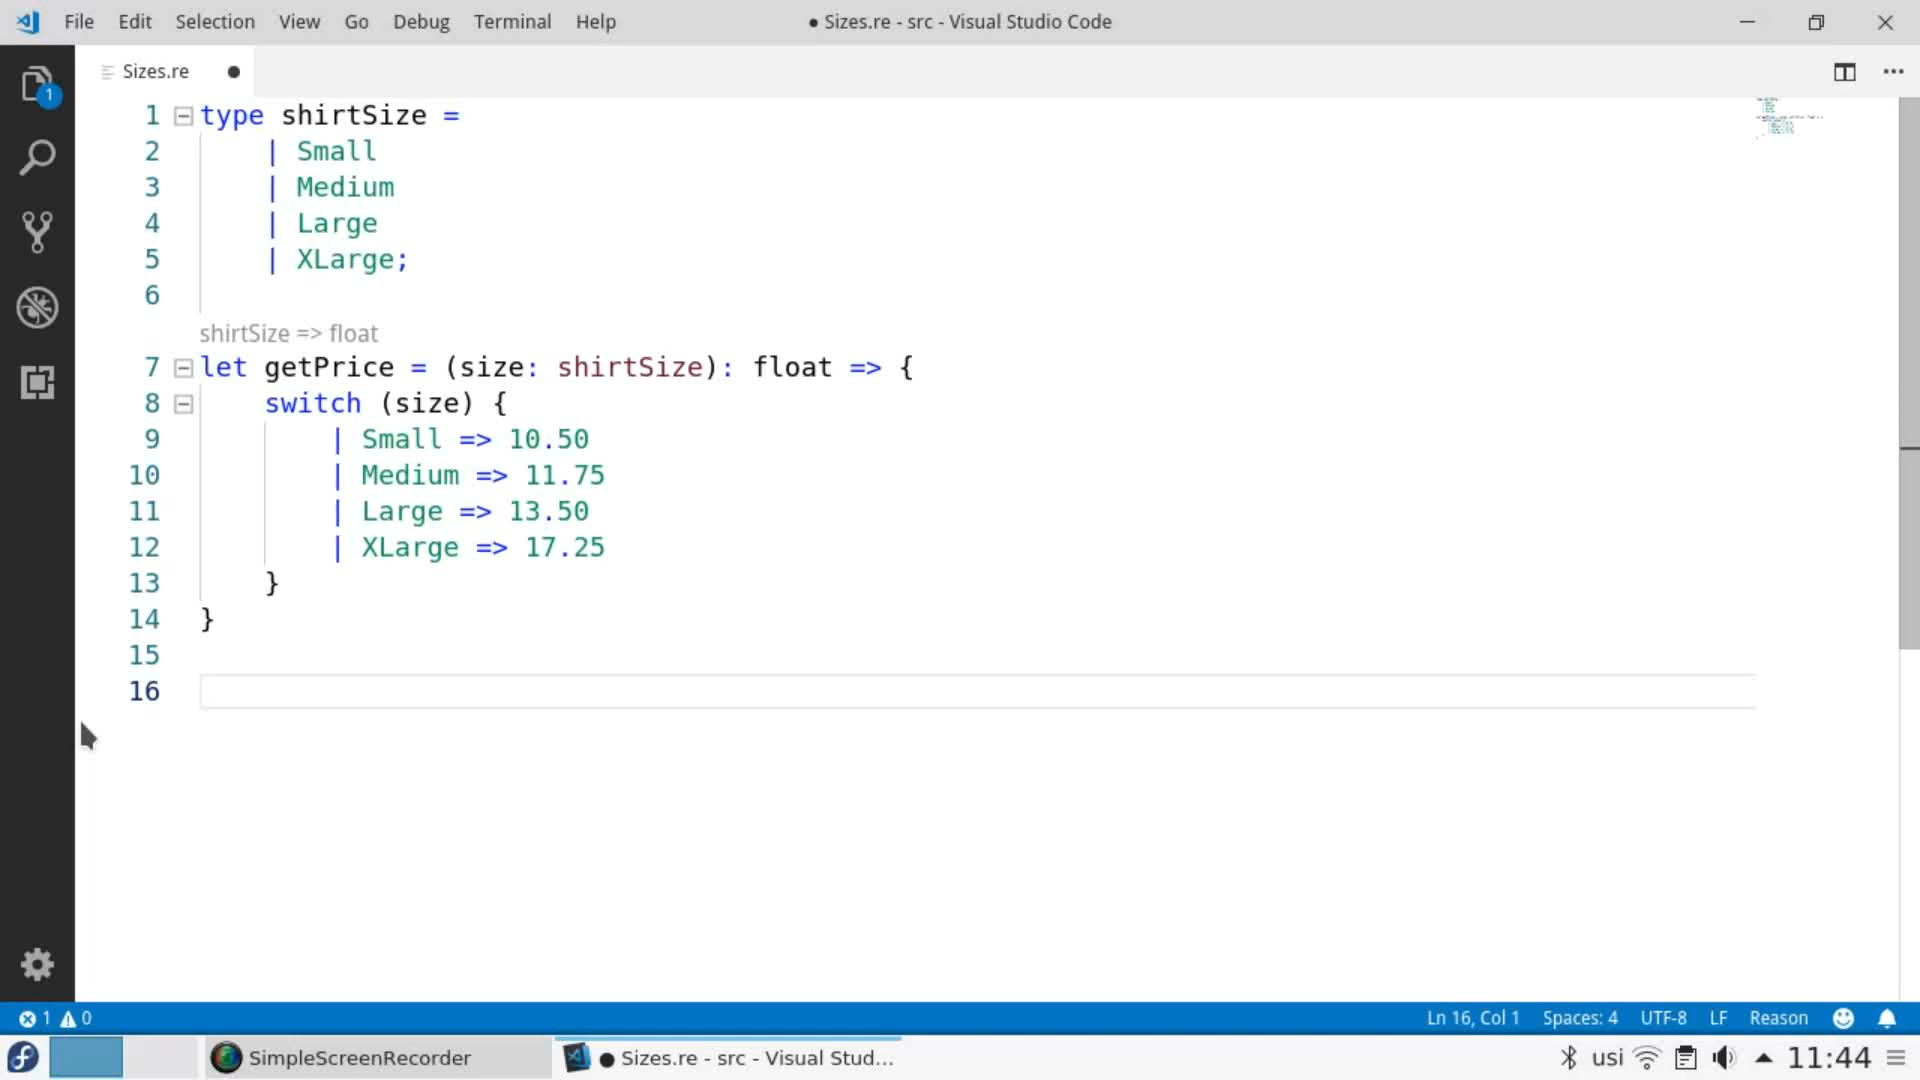 File Edit Selection View Go Debug Terminal Help ● Sizes.re - src - Visual Studio Code
1
Sizes.re ●
1 type shirtSize =
2 | Small
3 | Medium
4 | Large
5 | XLarge;
6
shirtSize => float
7 let getPrice = (size: shirtSize): float => {
8 switch (size) {
9 | Small => 10.50
10 | Medium => 11.75
11 | Large => 13.50
12 | XLarge => 17.25
13 }
14 }
15
16
1 0 Ln 16, Col 1 Spaces: 4 UTF-8 LF Reason
SimpleScreenRecorder ● Sizes.re - src - Visual Stud... usi 11:44